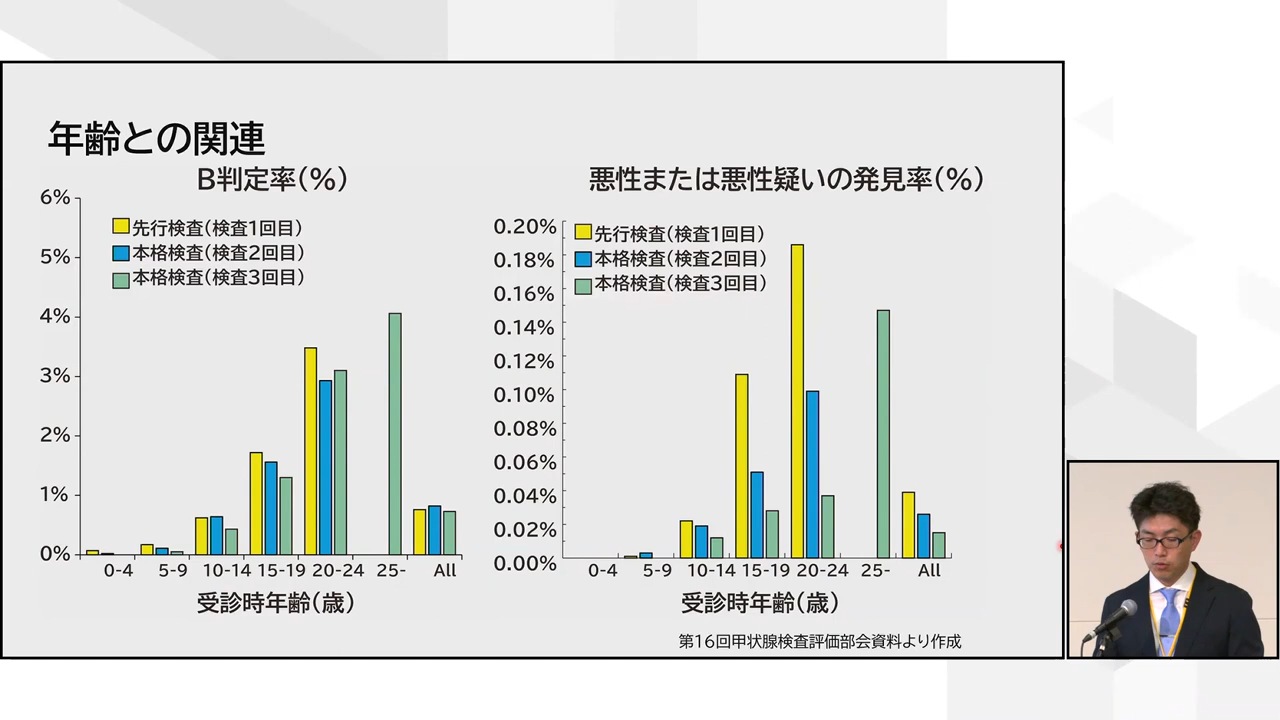 年齢との関連
B判定率(%)
6%
5%
4%
3%
2%
1%
0%
先行検査(検査1回目)
本格検査(検査2回目)
本格検査(検査3回目)
0-4 5-9 10-14 15-19 20-24 25- All
受診時年齢(歳)
悪性または悪性疑いの発見率(%)
0.20%
0.18%
0.16%
0.14%
0.12%
0.10%
0.08%
0.06%
0.04%
0.02%
0.00%
先行検査(検査1回目)
本格検査(検査2回目)
本格検査(検査3回目)
0-4 5-9 10-14 15-19 20-24 25- All
受診時年齢(歳)
第16回甲状腺検査評価部会資料より作成